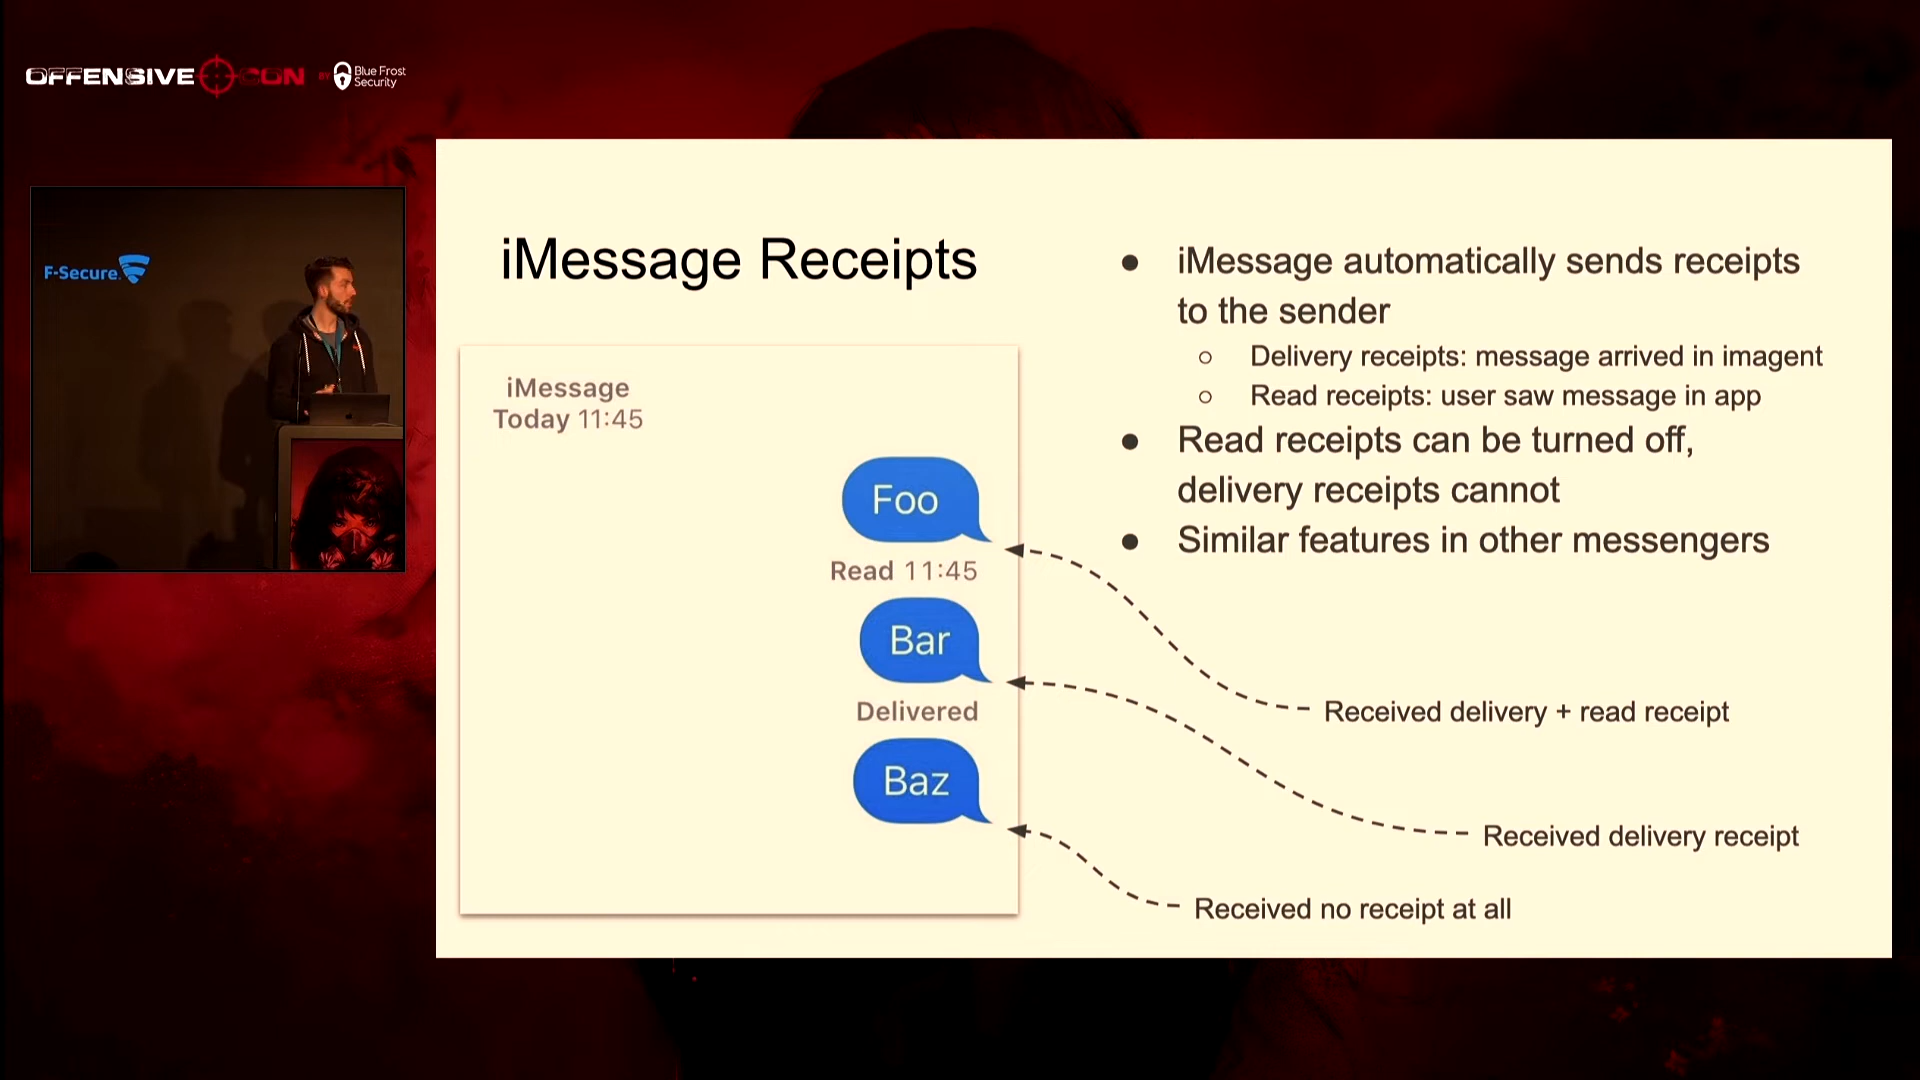 OFFENSIVE CON BY Blue Frost Security
F-Secure.
iMessage Receipts
iMessage
Today 11:45
Foo
Read 11:45
Bar
Delivered
Baz
● iMessage automatically sends receipts
to the sender
○ Delivery receipts: message arrived in imagent
○ Read receipts: user saw message in app
● Read receipts can be turned off,
delivery receipts cannot
● Similar features in other messengers
Received delivery + read receipt
Received delivery receipt
Received no receipt at all